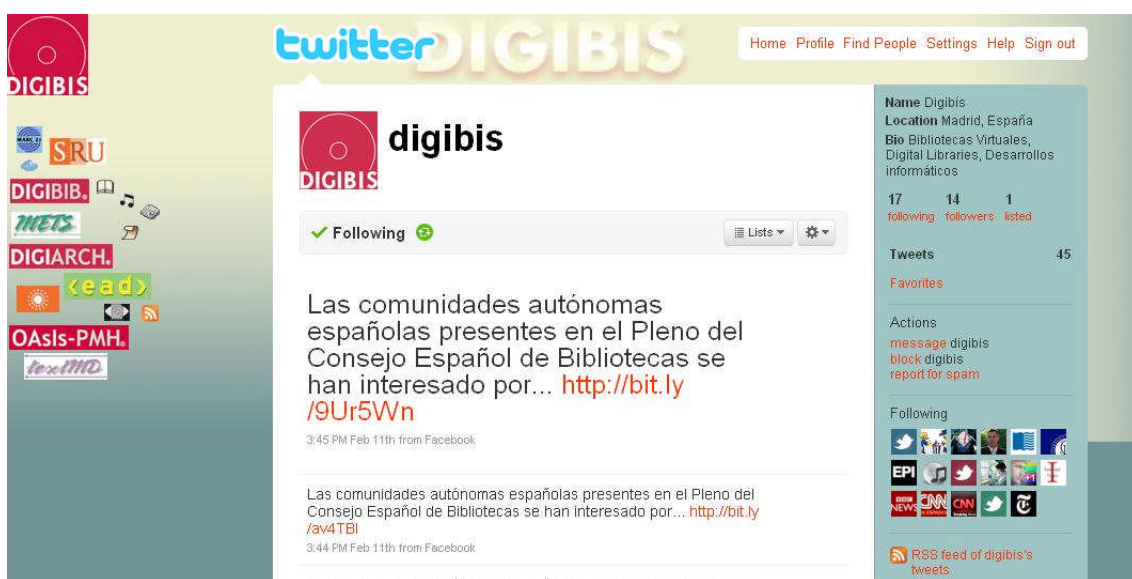 DIGIBIS
MARC 21
SRU
DIGIBIB.
METS
DIGIARCH.
<ead>
OAsIs-PMH.
textMD
twitter
DIGIBIS
Home Profile Find People Settings Help Sign out
DIGIBIS
digibis
Following
Lists
Las comunidades autónomas
españolas presentes en el Pleno del
Consejo Español de Bibliotecas se
han interesado por... http://bit.ly
/9Ur5Wn
3:45 PM Feb 11th from Facebook
Las comunidades autónomas españolas presentes en el Pleno del
Consejo Español de Bibliotecas se han interesado por... http://bit.ly
/av4TBI
3:44 PM Feb 11th from Facebook
Name Digibís
Location Madrid, España
Bio Bibliotecas Virtuales,
Digital Libraries, Desarrollos
informáticos
17 14 1
following followers listed
Tweets 45
Favorites
Actions
message digibis
block digibis
report for spam
Following
EPI
BBC
NEWS CNN CNN
RSS feed of digibis's
tweets